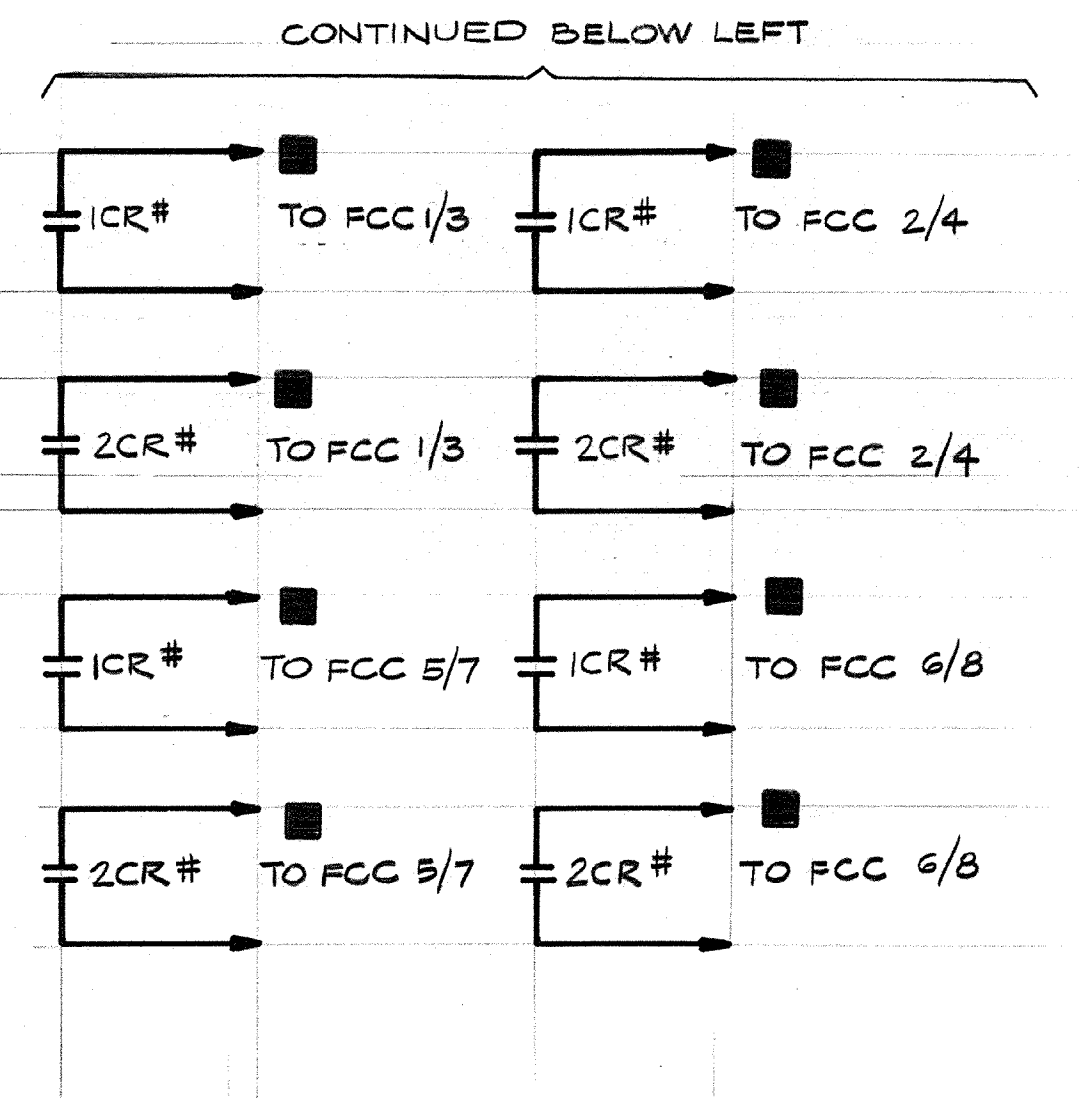 CONTINUED BELOW LEFT
1CR# TO FCC 1/3 1CR# TO FCC 2/4
2CR# TO FCC 1/3 2CR# TO FCC 2/4
1CR# TO FCC 5/7 1CR# TO FCC 6/8
2CR# TO FCC 5/7 2CR# TO FCC 6/8